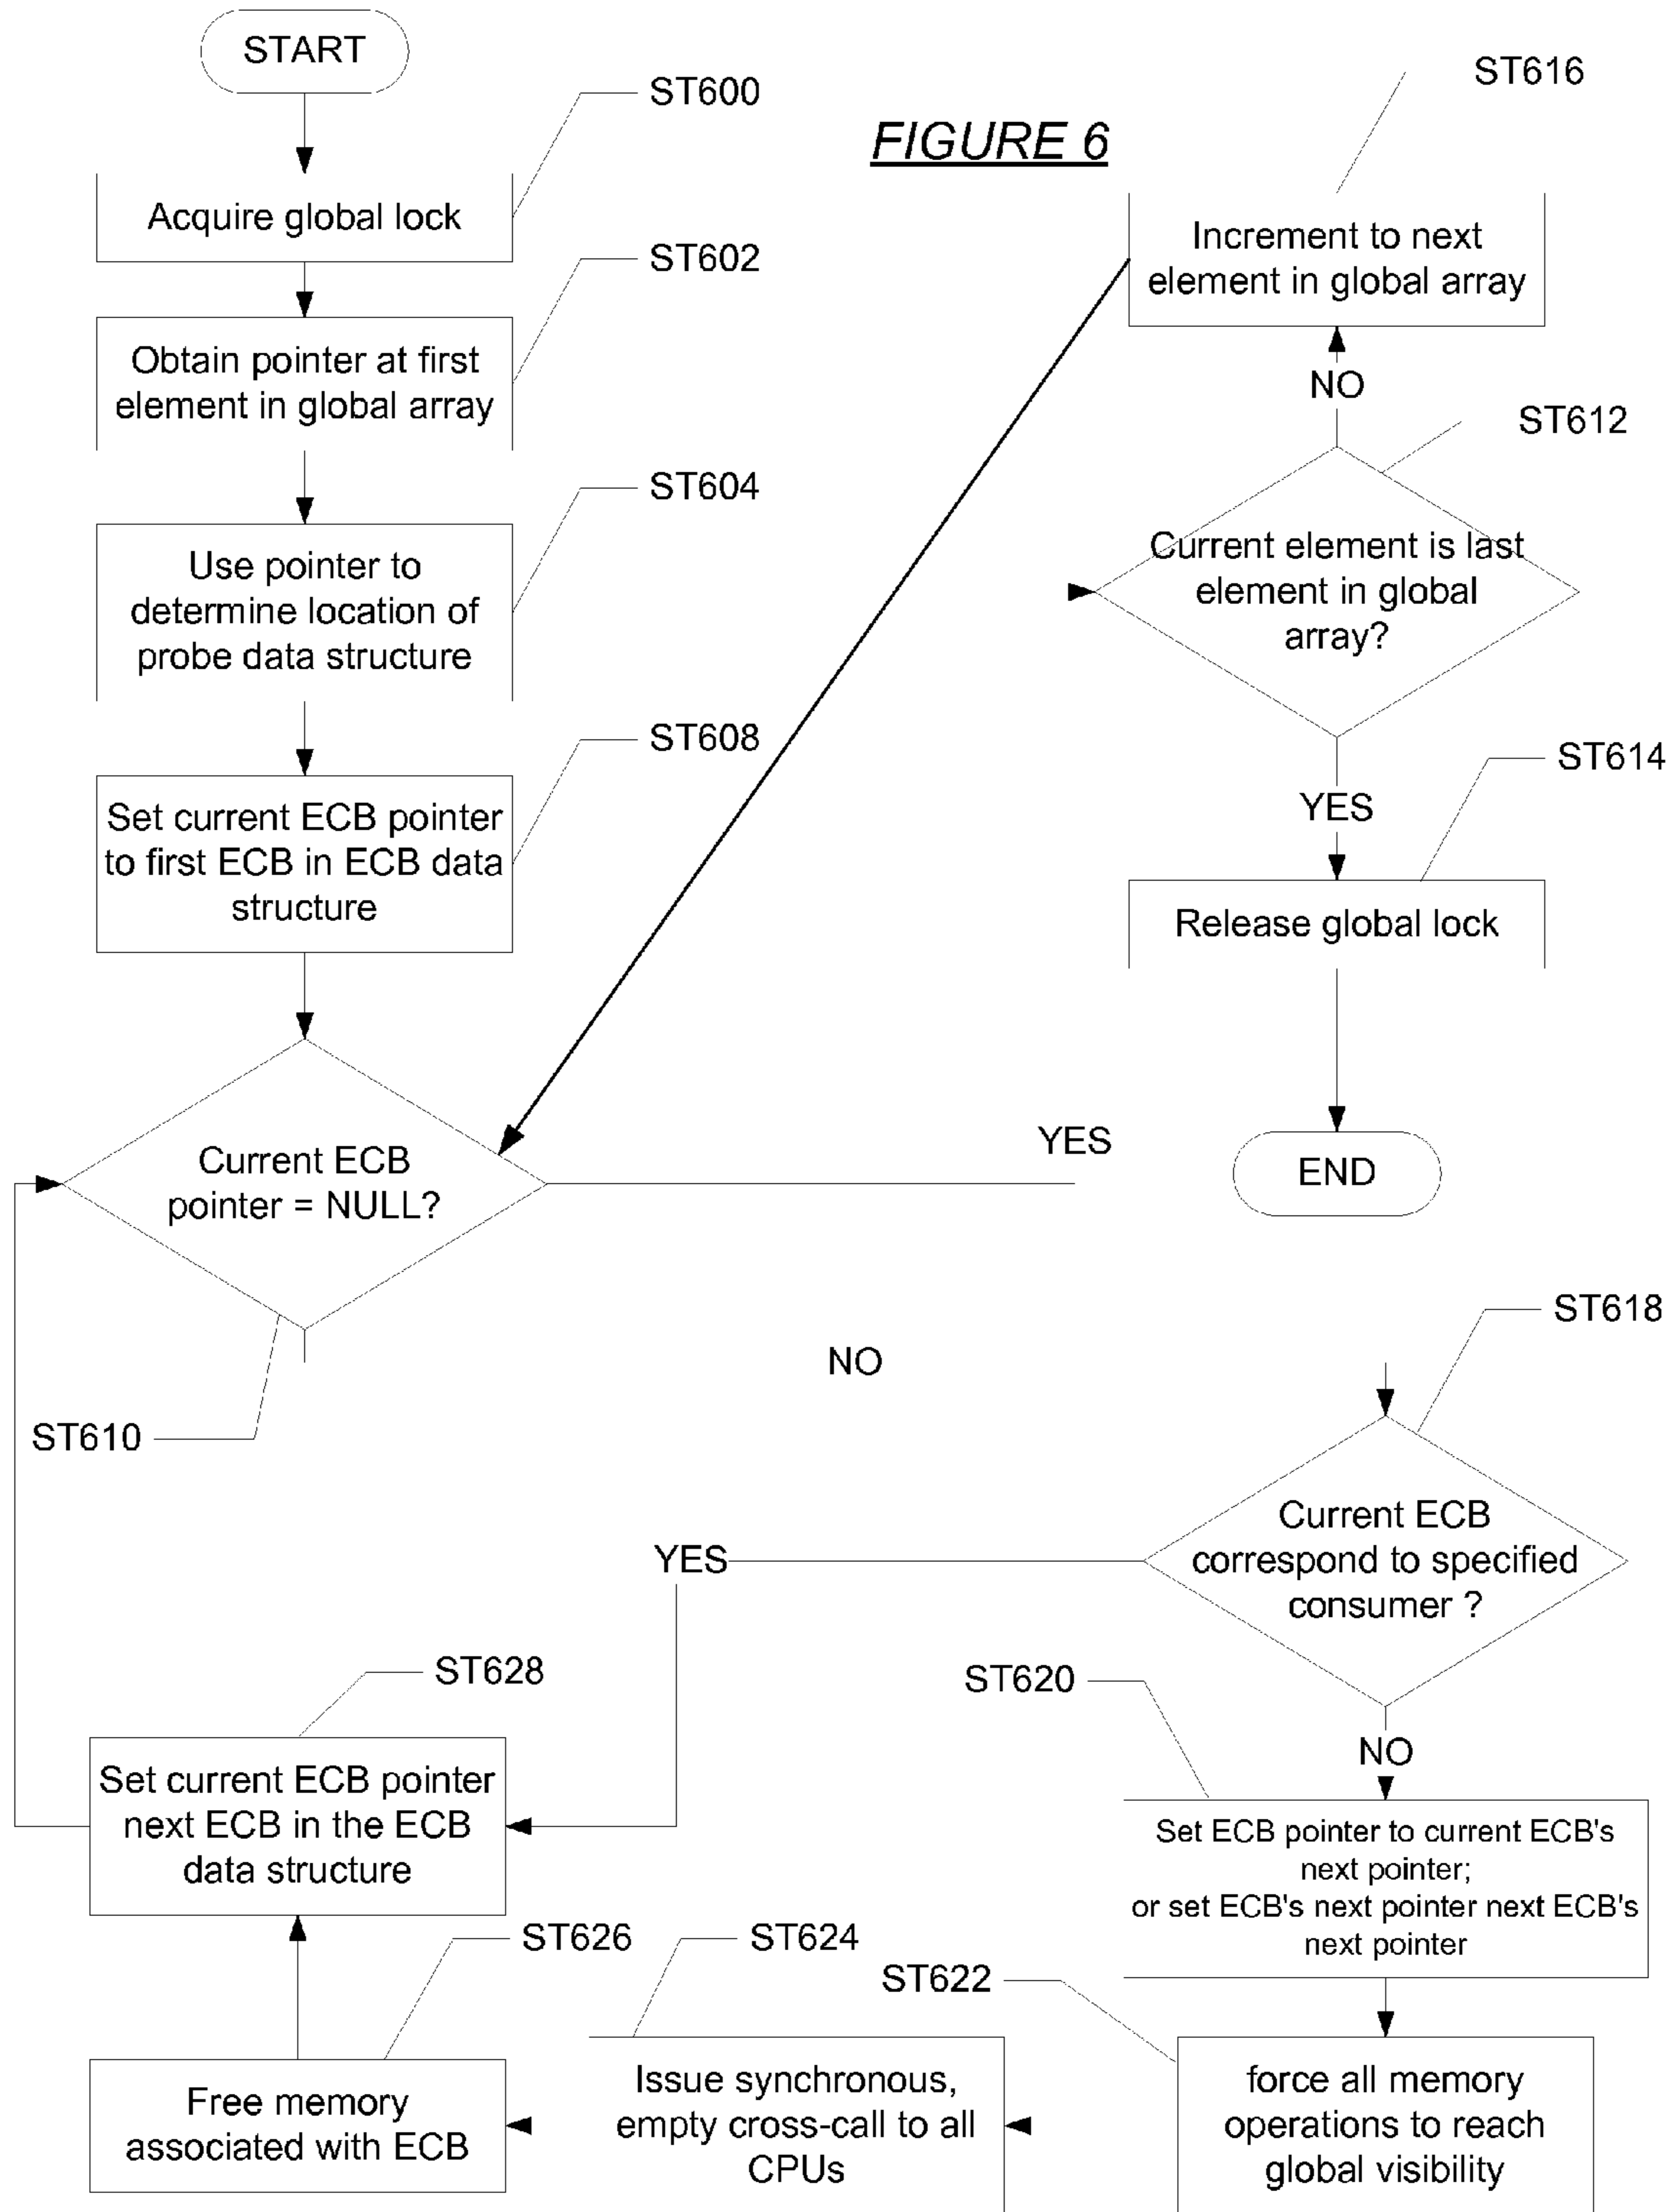 START
ST600
FIGURE 6
Acquire global lock
ST602
Obtain pointer at first
element in global array
ST604
Use pointer to
determine location of
probe data structure
ST608
Set current ECB pointer
to first ECB in ECB data
structure
Current ECB
pointer = NULL?
ST610
YES
NO
ST616
Increment to next
element in global array
NO
ST612
Current element is last
element in global
array?
YES
ST614
Release global lock
END
ST618
Current ECB
correspond to specified
consumer ?
YES
NO
ST620
Set ECB pointer to current ECB's
next pointer;
or set ECB's next pointer next ECB's
next pointer
ST622
force all memory
operations to reach
global visibility
ST624
Issue synchronous,
empty cross-call to all
CPUs
ST626
Free memory
associated with ECB
ST628
Set current ECB pointer
next ECB in the ECB
data structure